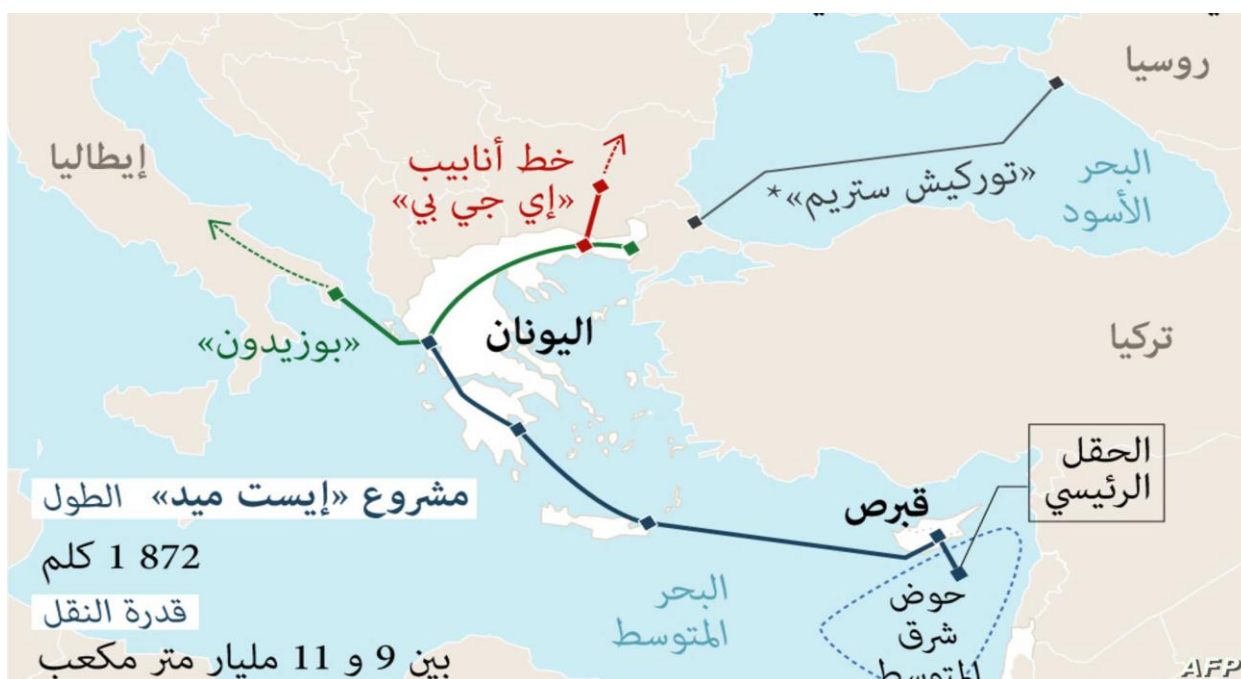 روسيا
إيطاليا
خط أنابيب
«إي جي بي»
«توركيش ستريم»*
البحر
الأسود
«بوزيدون»
اليونان
تركيا
الحقل
الرئيسي
قبرص
مشروع «إيست ميد» الطول
1 872 كلم
قدرة النقل
بين 9 و 11 مليار متر مكعب
البحر
المتوسط
حوض
شرق
المتوسط
AFP